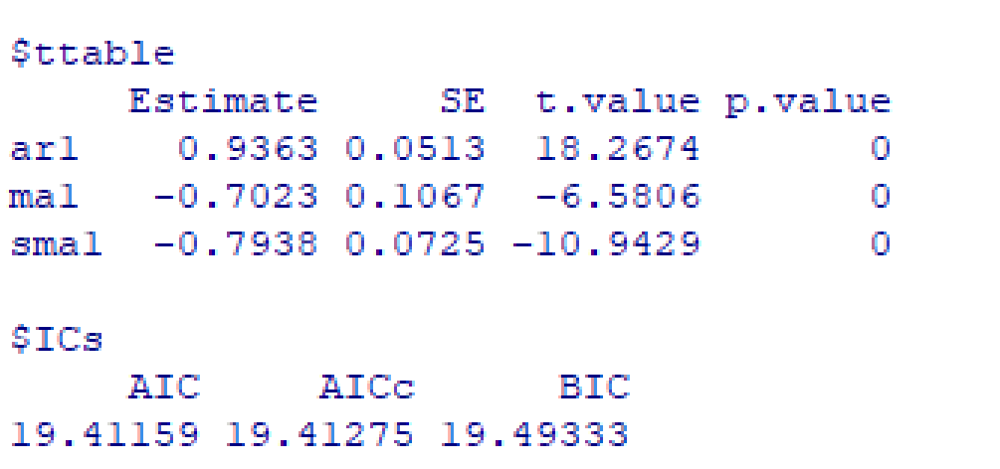 $ttable
Estimate SE t.value p.value
ar1 0.9363 0.0513 18.2674 0
ma1 -0.7023 0.1067 -6.5806 0
sma1 -0.7938 0.0725 -10.9429 0
$ICs
AIC AICc BIC
19.41159 19.41275 19.49333